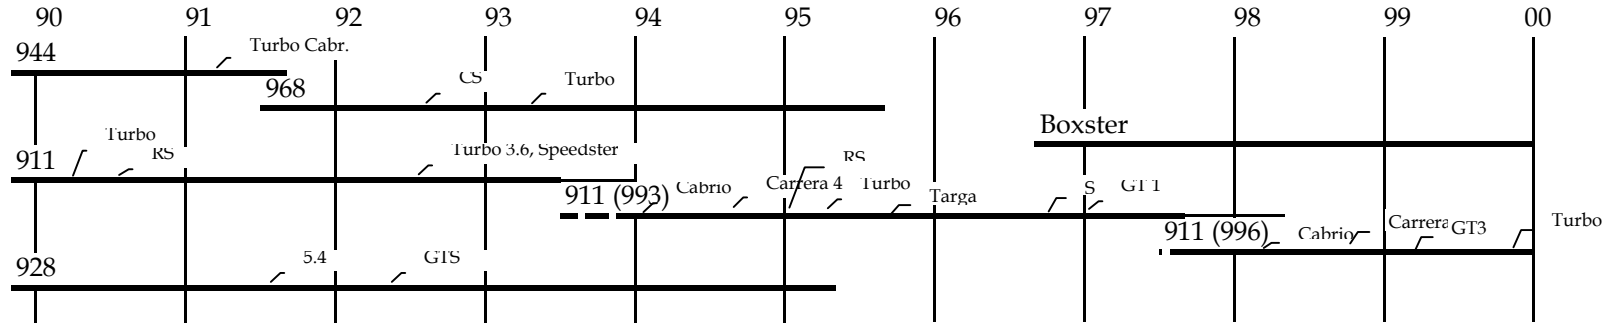 90 91 92 93 94 95 96 97 98 99 00
944 Turbo Cabr.
968 CS Turbo
Boxster
911 Turbo RS Turbo 3.6, Speedster
911 (993) Cabrio Carrera 4 RS Turbo Targa S GT 1
911 (996) Cabrio Carrera GT3 Turbo
928 5.4 GTS